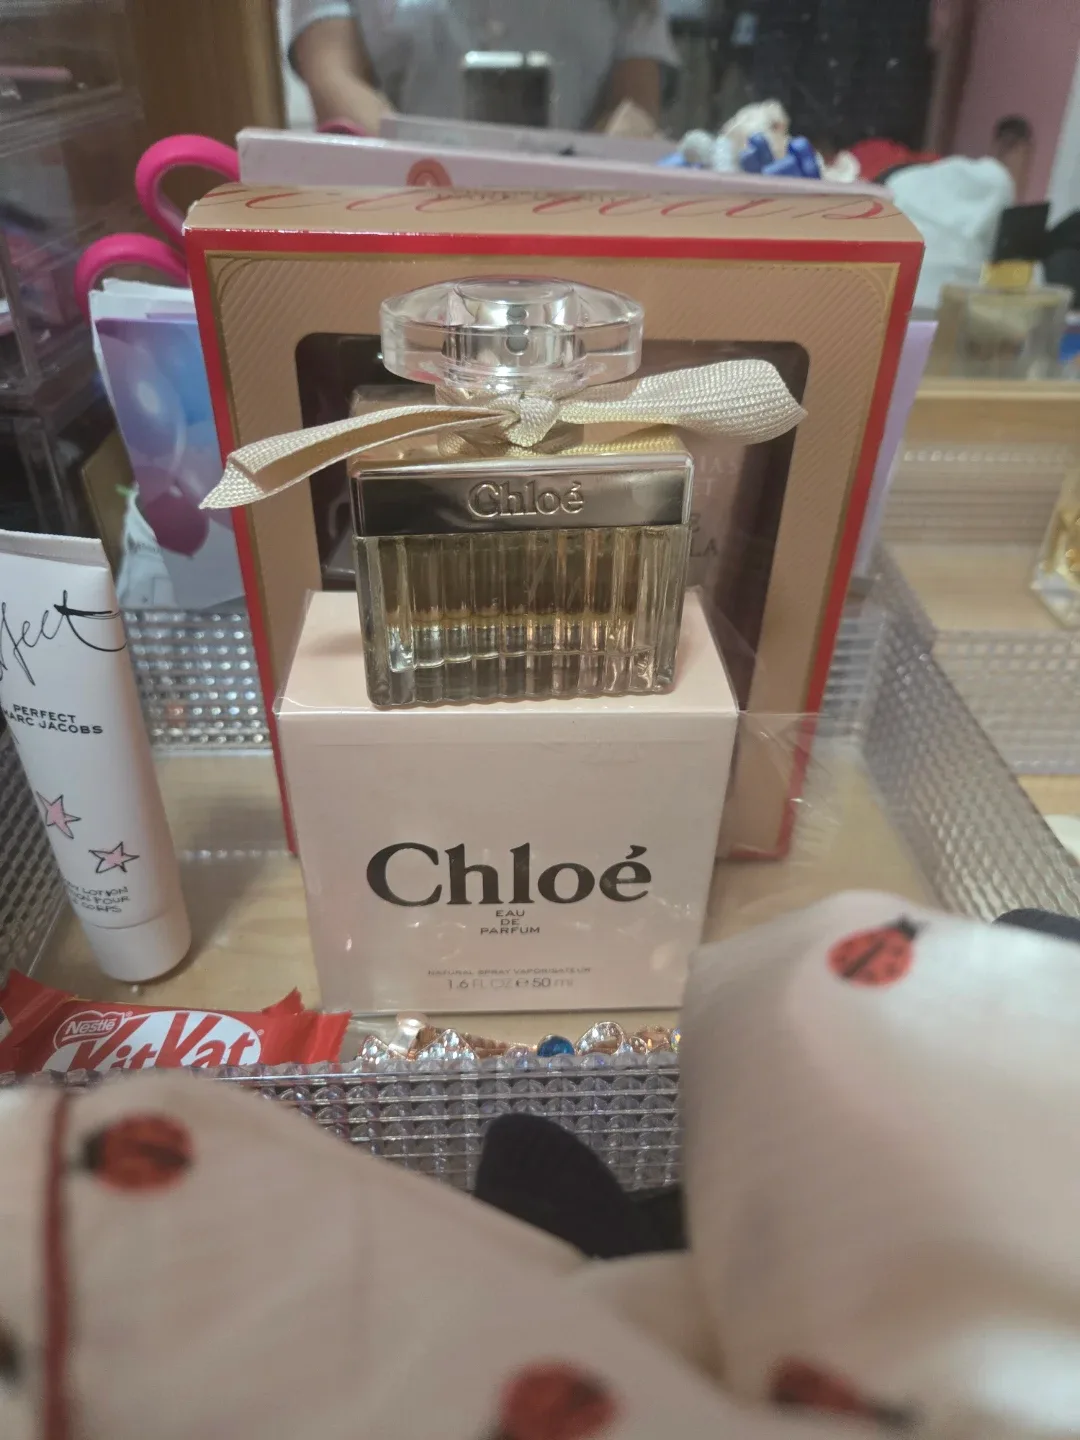 Chloé
Chloé
EAU
DE
PARFUM
NATURAL SPRAY VAPORISATEUR
1.6 FL OZ e 50 ml
PERFECT
MARC JACOBS
Nestlé
KitKat